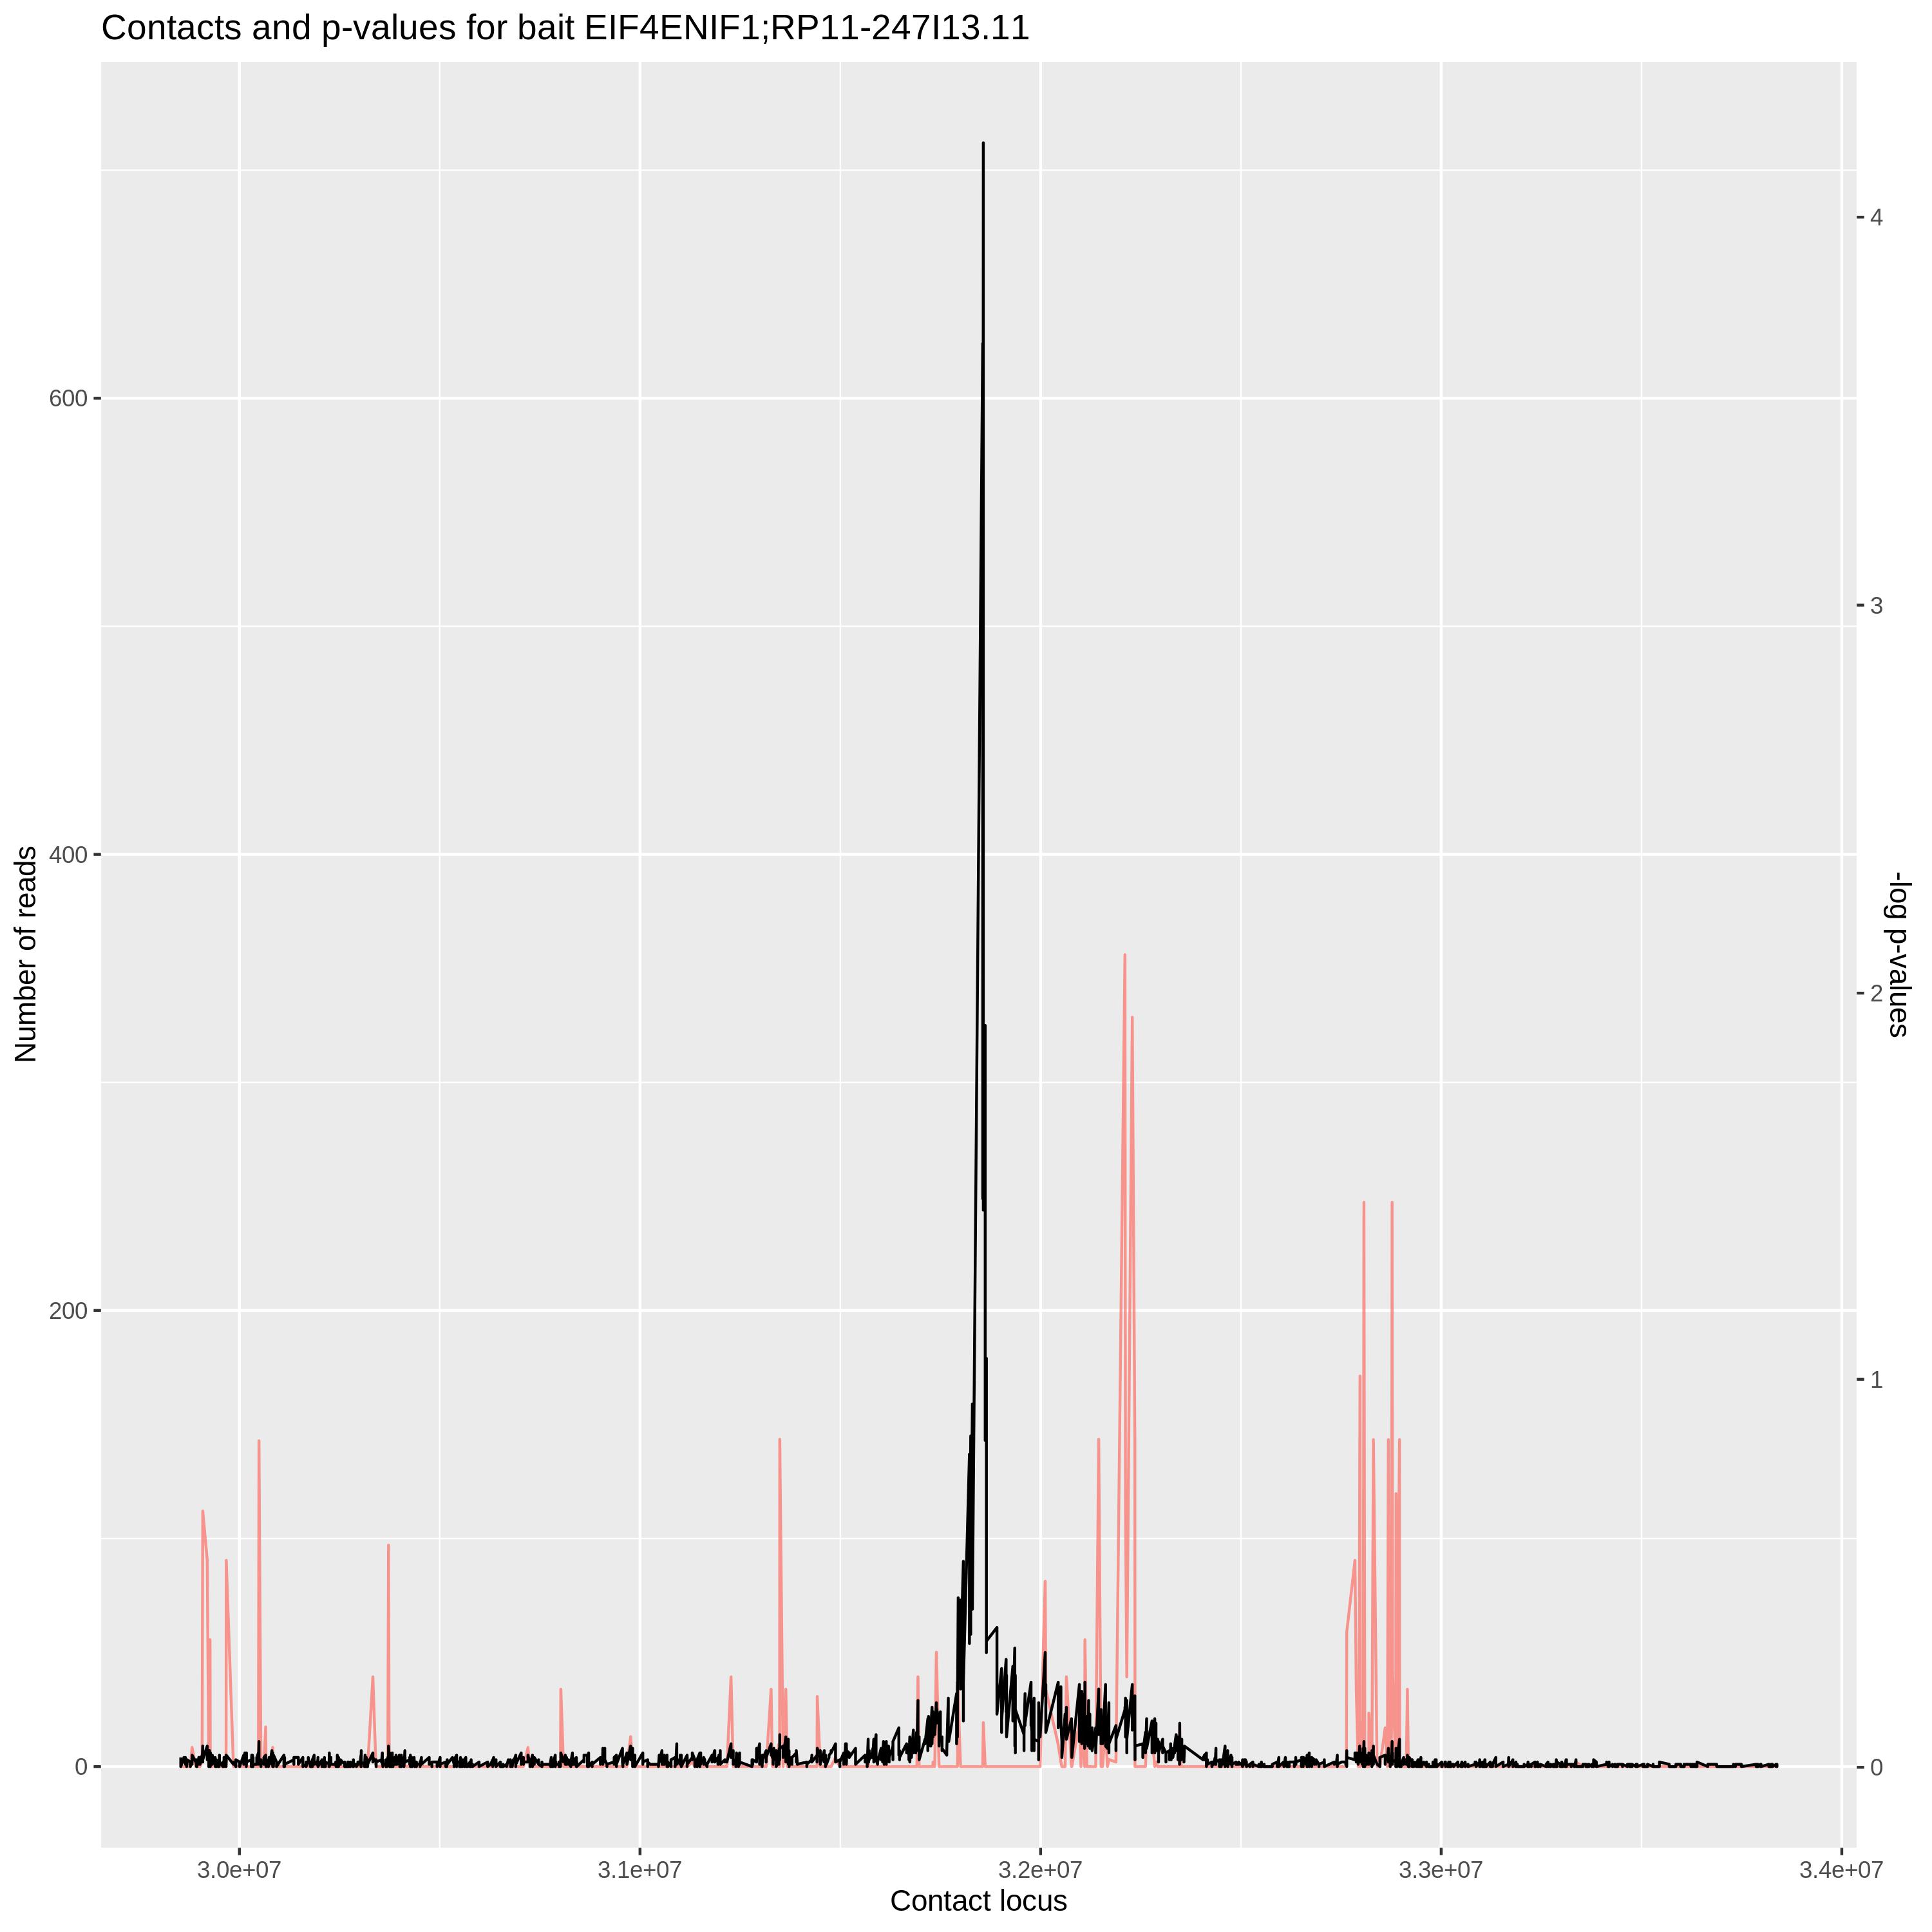 Contacts and p-values for bait EIF4ENIF1;RP11-247I13.11
Number of reads
600
400
200
0
4
3
2
1
0
-log p-values
3.0e+07
3.1e+07
3.2e+07
3.3e+07
3.4e+07
Contact locus